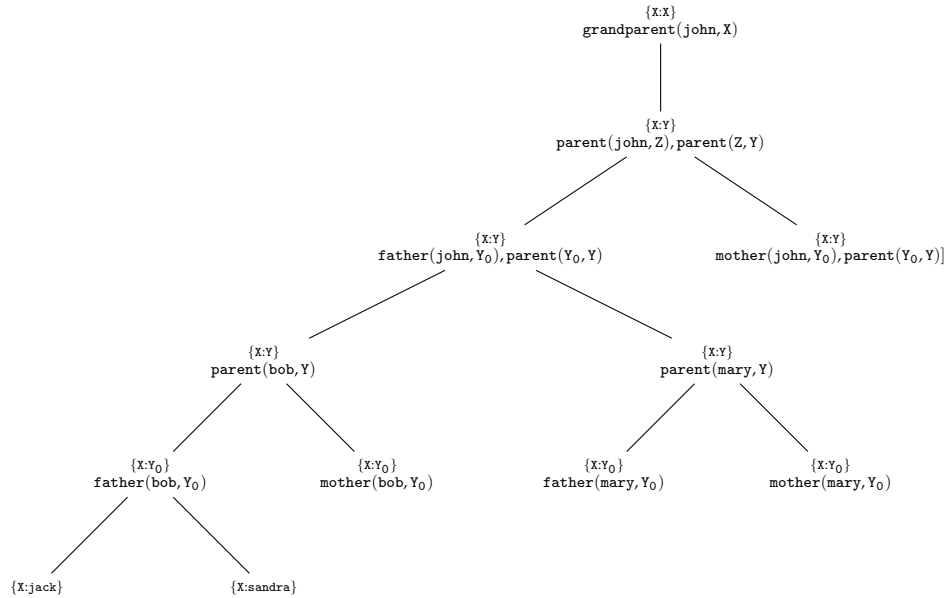 {X:X}
grandparent(john,X)
{X:Y}
parent(john,Z),parent(Z,Y)
{X:Y}
father(john,Y₀),parent(Y₀,Y)
{X:Y}
mother(john,Y₀),parent(Y₀,Y)]
{X:Y}
parent(bob,Y)
{X:Y}
parent(mary,Y)
{X:Y₀}
father(bob,Y₀)
{X:Y₀}
mother(bob,Y₀)
{X:Y₀}
father(mary,Y₀)
{X:Y₀}
mother(mary,Y₀)
{X:jack}
{X:sandra}